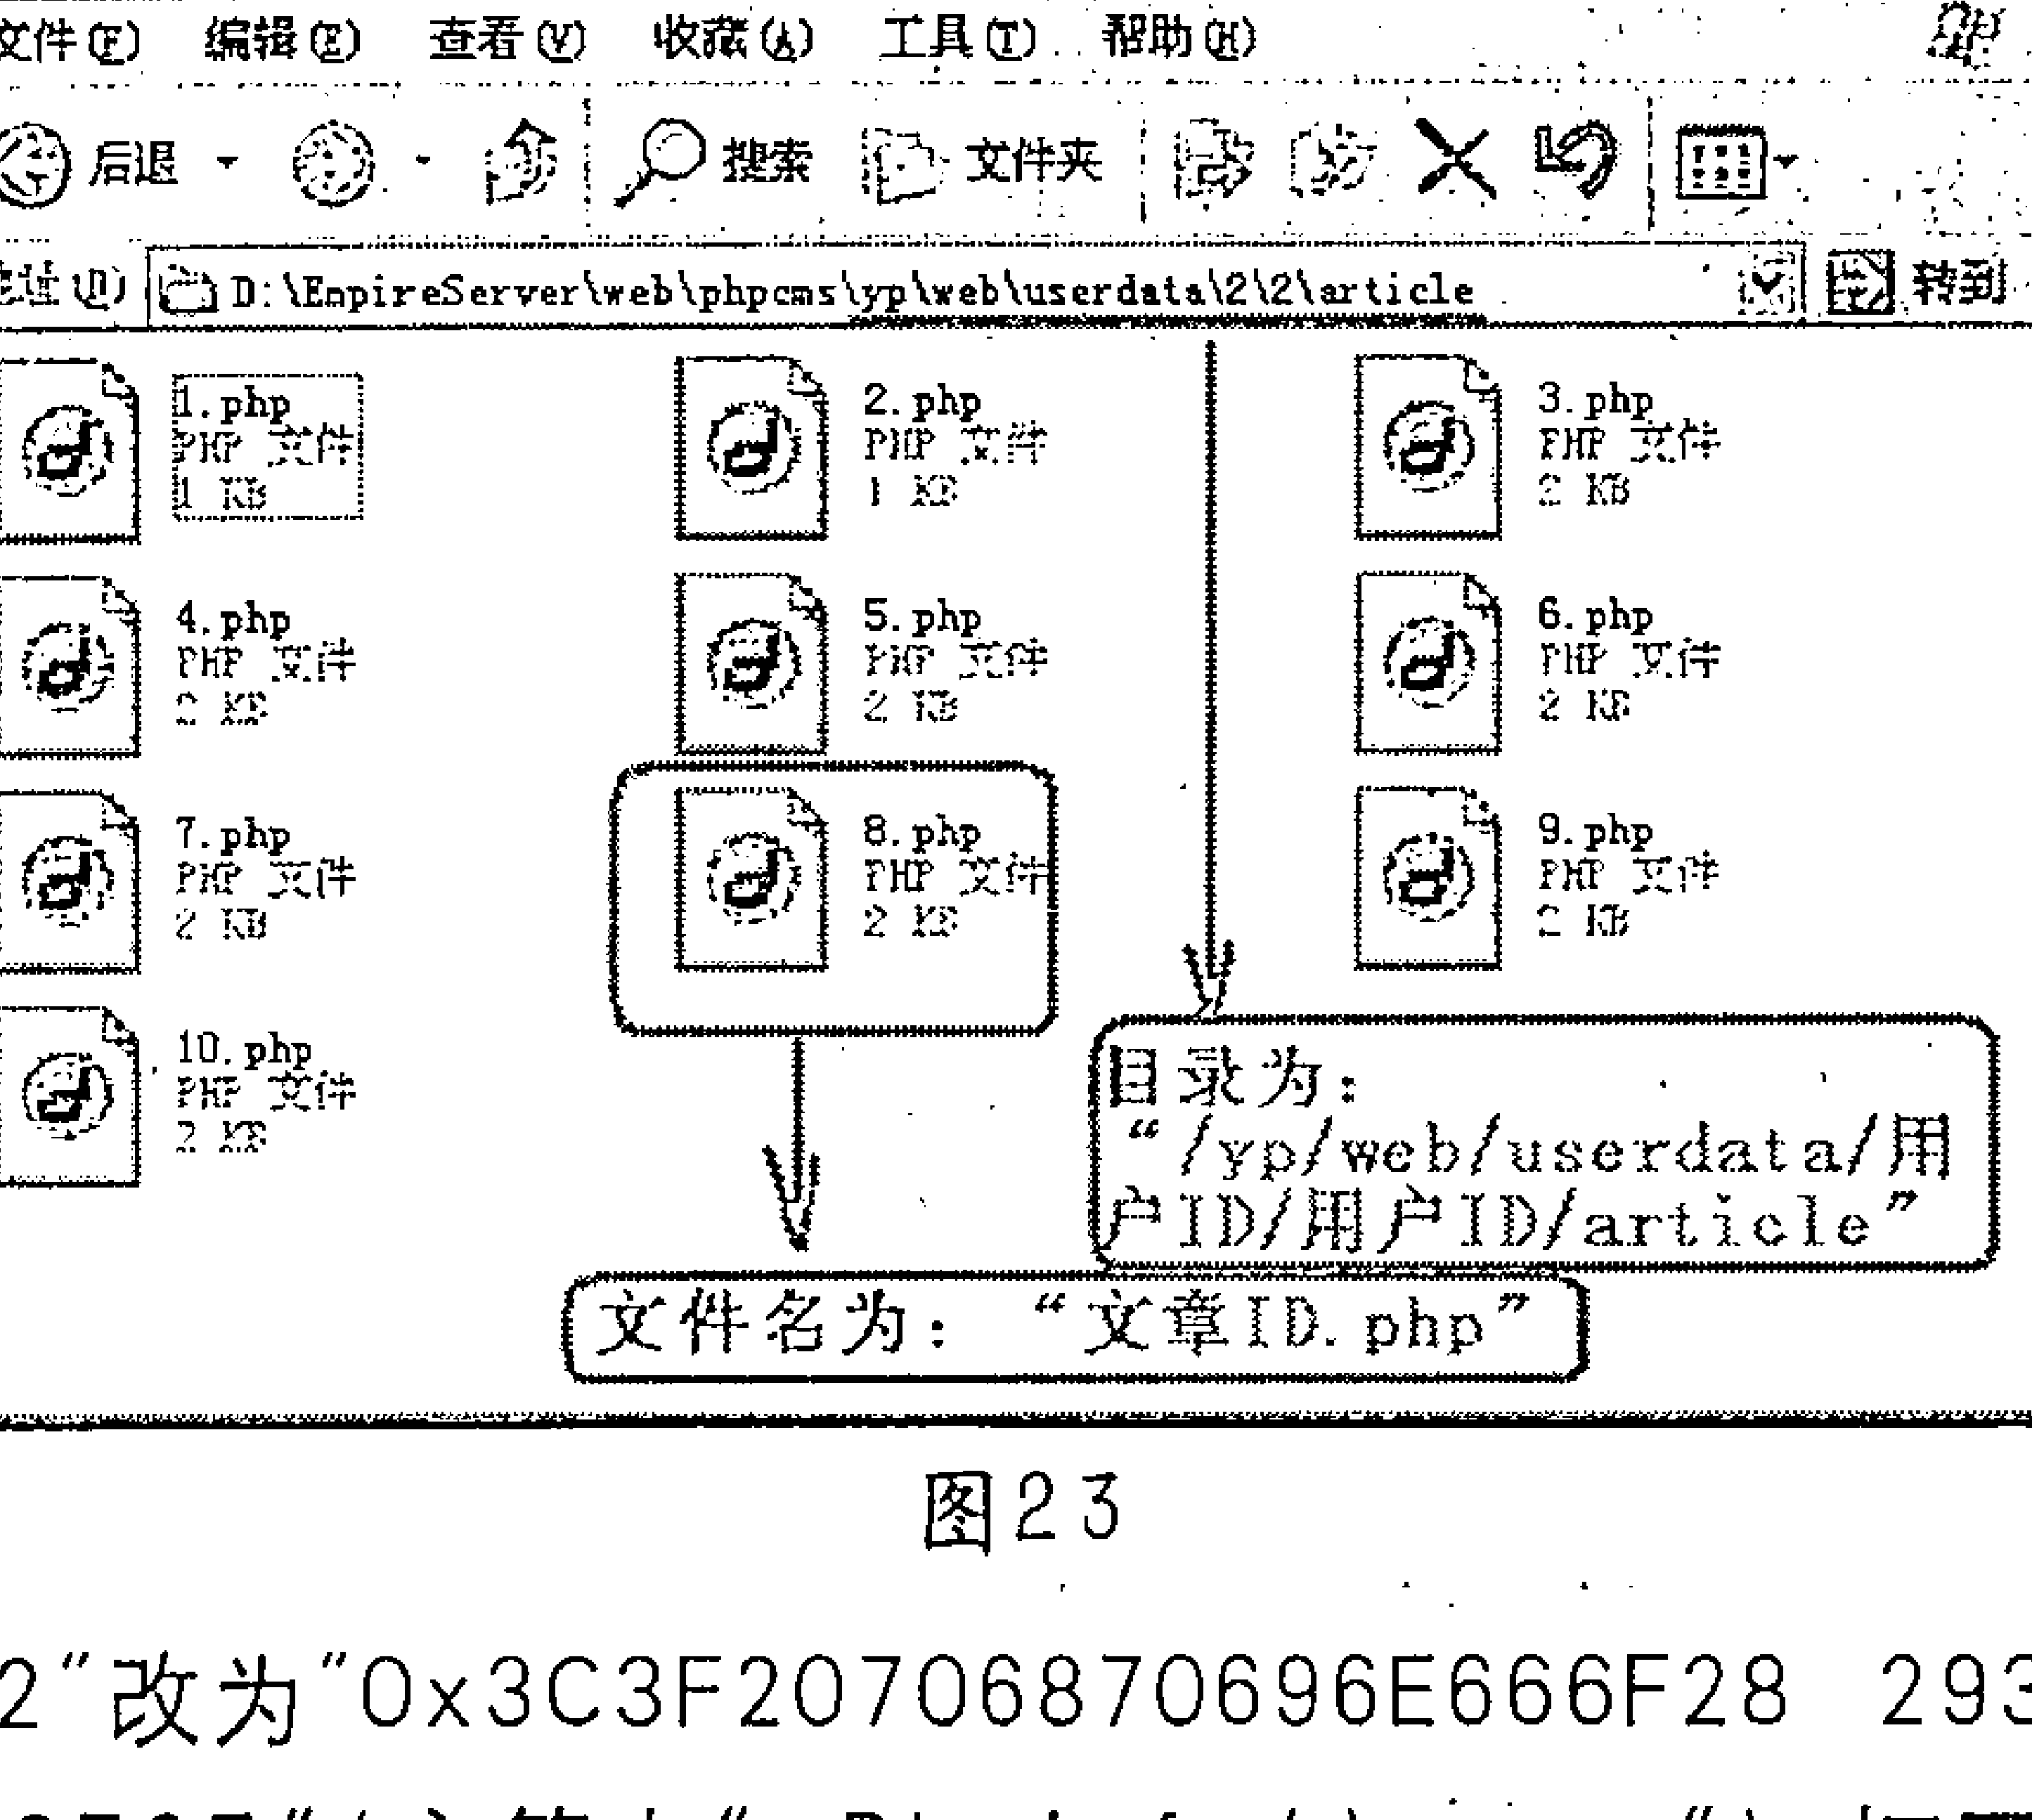 文件(F) 编辑(E) 查看(V) 收藏(A) 工具(T) 帮助(H)
后退 搜索 文件夹
地址(D) D:\EmpireServer\web\phpcms\yp\web\userdata\2\2\article 转到
1.php 2.php 3.php
PHP 文件 PHP 文件 PHP 文件
1 KB 1 KB 2 KB
4.php 5.php 6.php
PHP 文件 PHP 文件 PHP 文件
2 KB 2 KB 2 KB
7.php 8.php 9.php
PHP 文件 PHP 文件 PHP 文件
2 KB 2 KB 2 KB
10.php
PHP 文件
2 KB
目录为：
“/yp/web/userdata/用
户ID/用户ID/article”
文件名为：“文章ID.php”
图23
2"改为"0x3C3F20706870696E666F28 293